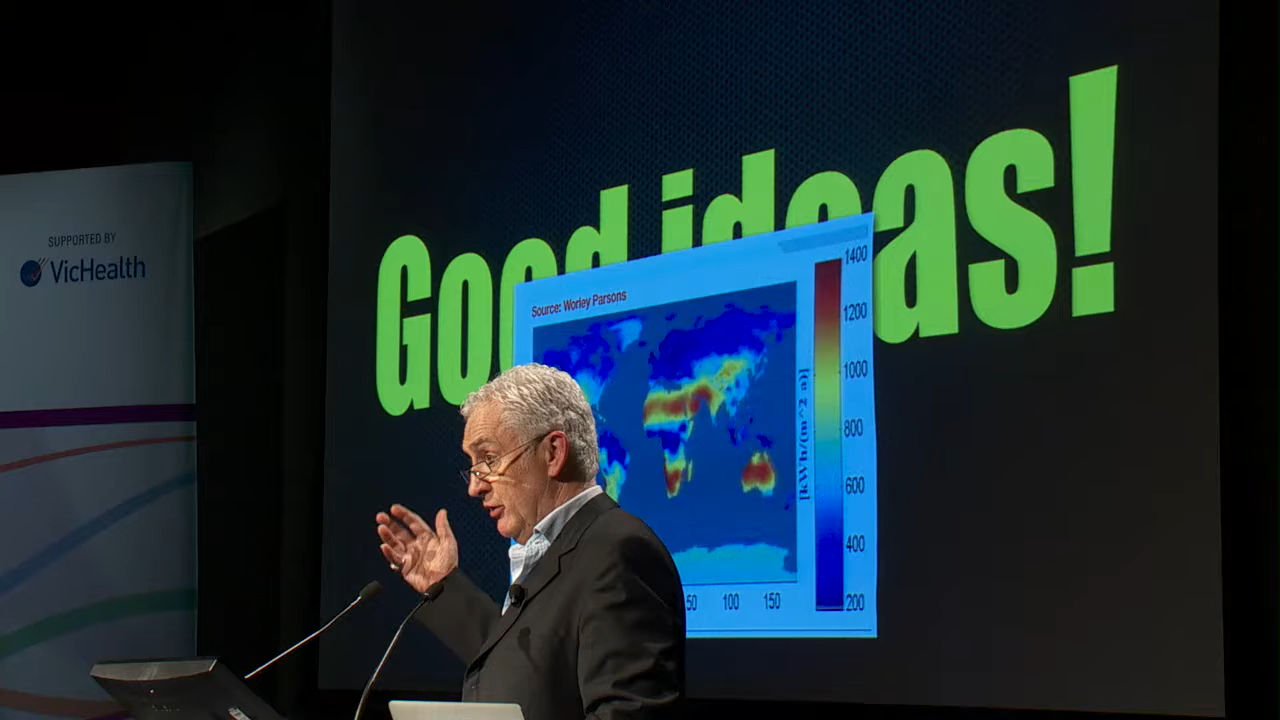 SUPPORTED BY
VicHealth
Good ideas!
Source: Worley Parsons
1400
1200
1000
800
600
400
200
[kWh/(m^2 a)]
50 100 150